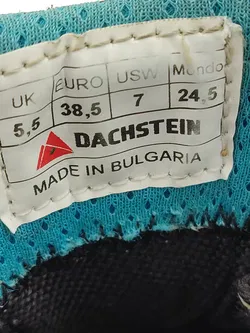 UK EURO USW Mondo
5,5 38,5 7 24,5
DACHSTEIN
MADE IN BULGARIA